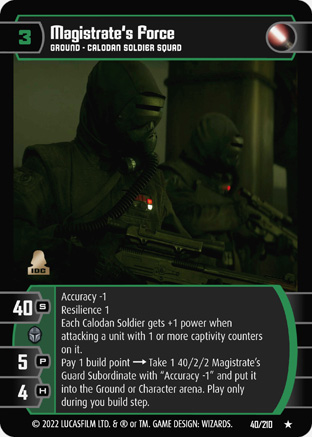 3
Magistrate's Force
GROUND - CALODAN SOLDIER SQUAD
IDC
40 S
5 P
4 H
Accuracy -1
Resilience 1
Each Calodan Soldier gets +1 power when
attacking a unit with 1 or more captivity counters
on it.
Pay 1 build point → Take 1 40/2/2 Magistrate's
Guard Subordinate with "Accuracy -1" and put it
into the Ground or Character arena. Play only
during you build step.
© 2022 LUCASFILM LTD. & ® or TM. GAME DESIGN: WIZARDS.
40/210 ★